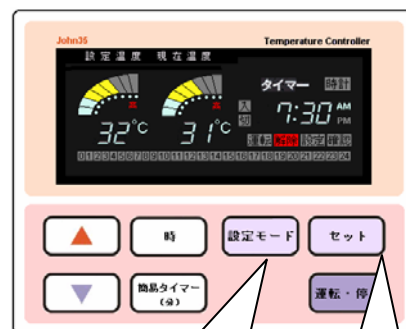 John35 Temperature Controller
設定温度 現在温度
タイマー 時計
入 7:30 AM
切 PM
32°C 31°C
運転 設定 確認
0 1 2 3 4 5 6 7 8 9 10 11 12 13 14 15 16 17 18 19 20 21 22 23 24
時 設定モード セット
簡易タイマー
(分)
運転・停